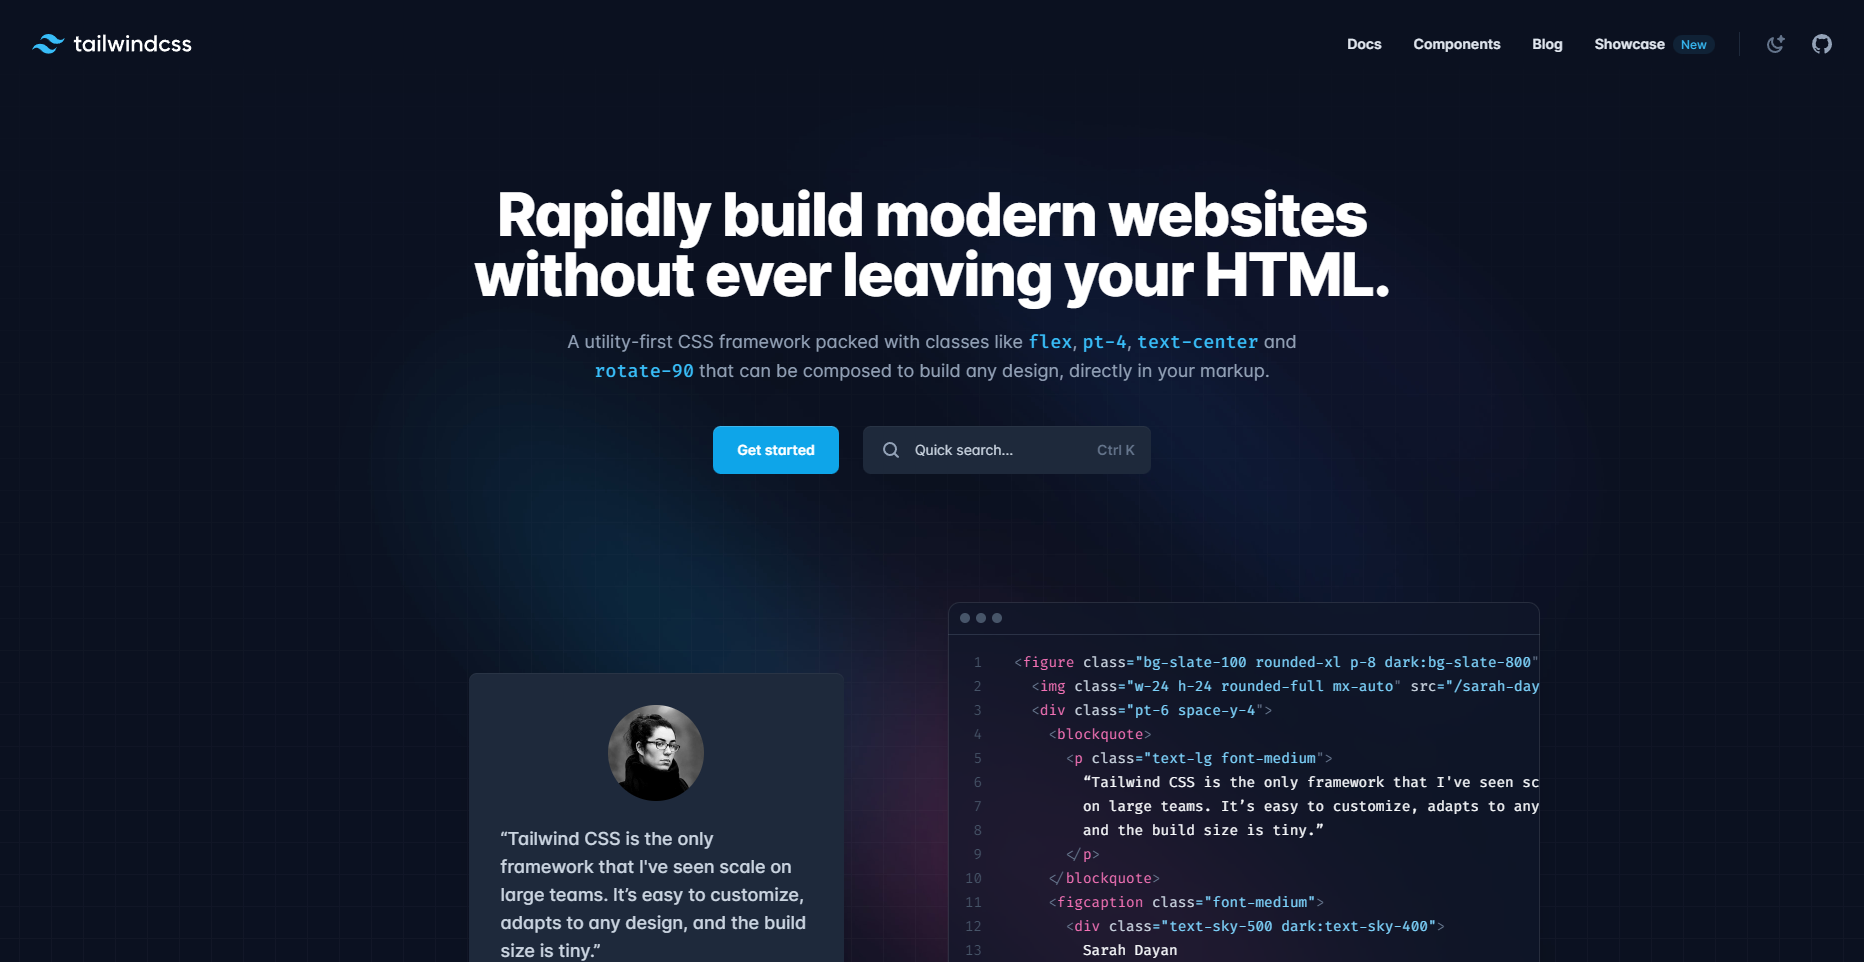 tailwindcss
Docs Components Blog Showcase New
Rapidly build modern websites
without ever leaving your HTML.
A utility-first CSS framework packed with classes like flex, pt-4, text-center and
rotate-90 that can be composed to build any design, directly in your markup.
Get started
Quick search... Ctrl K
“Tailwind CSS is the only
framework that I've seen scale on
large teams. It’s easy to customize,
adapts to any design, and the build
size is tiny.”
1 <figure class="bg-slate-100 rounded-xl p-8 dark:bg-slate-800"
2 <img class="w-24 h-24 rounded-full mx-auto" src="/sarah-day
3 <div class="pt-6 space-y-4">
4 <blockquote>
5 <p class="text-lg font-medium">
6 “Tailwind CSS is the only framework that I've seen sc
7 on large teams. It’s easy to customize, adapts to any
8 and the build size is tiny.”
9 </p>
10 </blockquote>
11 <figcaption class="font-medium">
12 <div class="text-sky-500 dark:text-sky-400">
13 Sarah Dayan